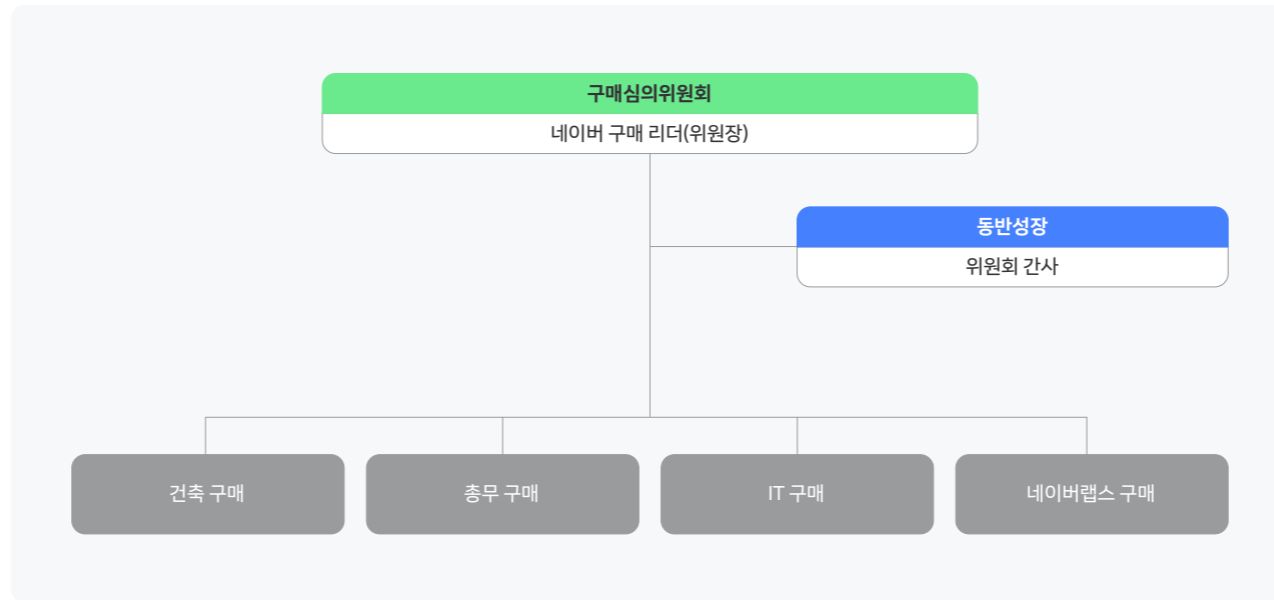 구매심의위원회
네이버 구매 리더(위원장)
동반성장
위원회 간사
건축 구매
총무 구매
IT 구매
네이버랩스 구매